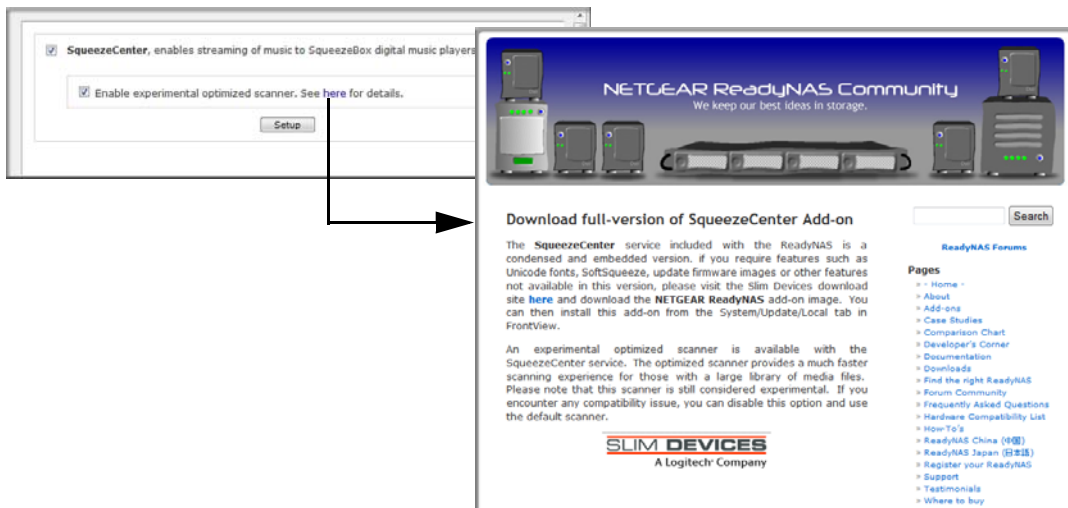 SqueezeCenter, enables streaming of music to SqueezeBox digital music players
Enable experimental optimized scanner. See here for details.
Setup
NETGEAR ReadyNAS Community
We keep our best ideas in storage.
Download full-version of SqueezeCenter Add-on
The SqueezeCenter service included with the ReadyNAS is a
condensed and embedded version. if you require features such as
Unicode fonts, SoftSqueeze, update firmware images or other features
not available in this version, please visit the Slim Devices download
site here and download the NETGEAR ReadyNAS add-on image. You
can then install this add-on from the System/Update/Local tab in
FrontView.
An experimental optimized scanner is available with the
SqueezeCenter service. The optimized scanner provides a much faster
scanning experience for those with a large library of media files.
Please note that this scanner is still considered experimental. If you
encounter any compatibility issue, you can disable this option and use
the default scanner.
SLIM DEVICES
A Logitech® Company
Search
ReadyNAS Forums
Pages
» - Home -
» About
» Add-ons
» Case Studies
» Comparison Chart
» Developer's Corner
» Documentation
» Downloads
» Find the right ReadyNAS
» Forum Community
» Frequently Asked Questions
» Hardware Compatibility List
» How-To's
» ReadyNAS China (中国)
» ReadyNAS Japan (日本語)
» Register your ReadyNAS
» Support
» Testimonials
» Where to buy